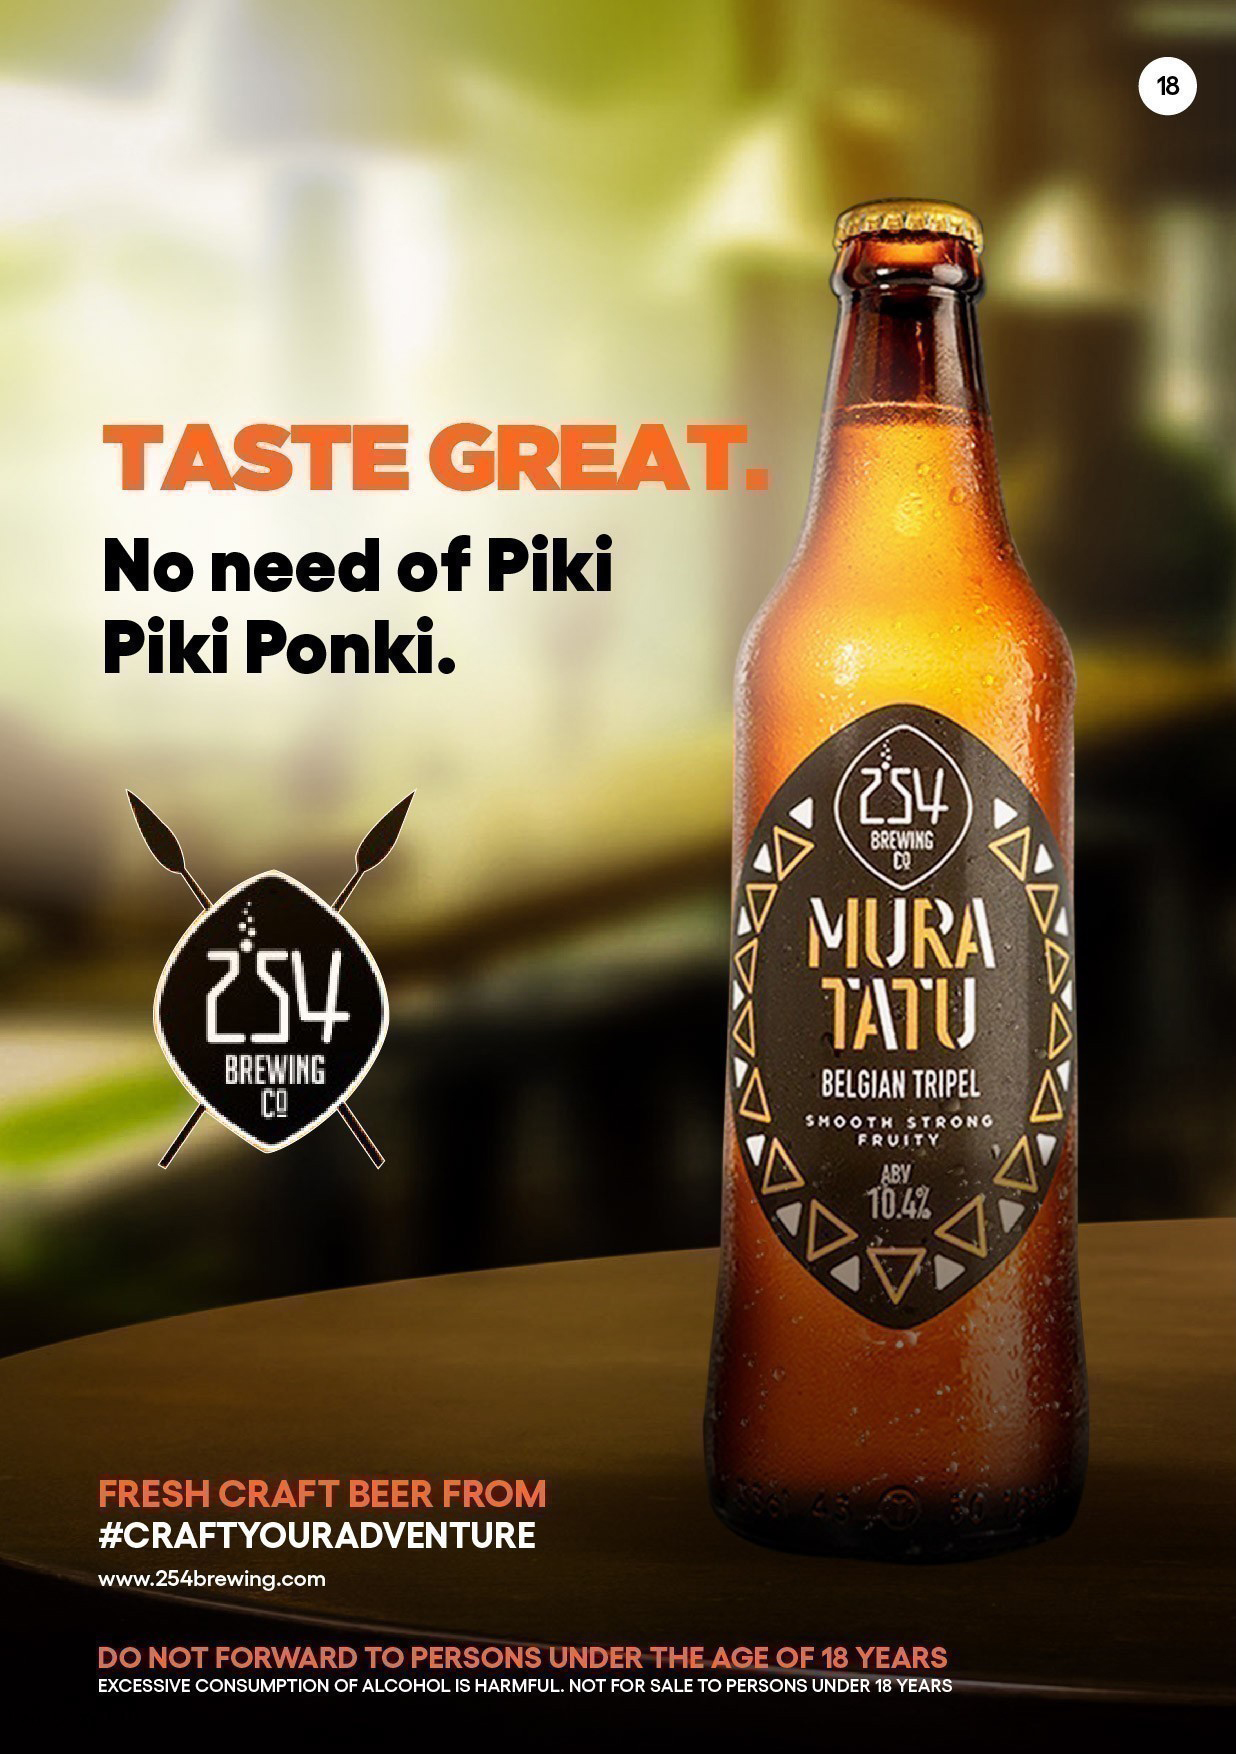 18
TASTE GREAT.
No need of Piki
Piki Ponki.
254
BREWING
CO
254
BREWING
CO
MURA
TATU
BELGIAN TRIPEL
SMOOTH STRONG
FRUITY
ABV
10.4%
FRESH CRAFT BEER FROM
#CRAFTYOURADVENTURE
www.254brewing.com
DO NOT FORWARD TO PERSONS UNDER THE AGE OF 18 YEARS
EXCESSIVE CONSUMPTION OF ALCOHOL IS HARMFUL. NOT FOR SALE TO PERSONS UNDER 18 YEARS